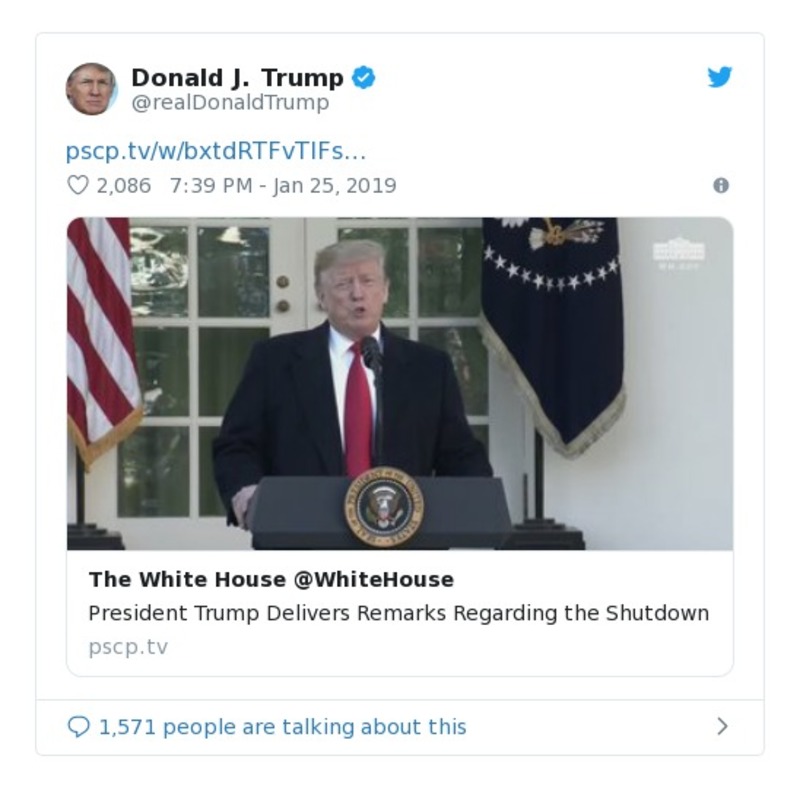 Donald J. Trump
@realDonaldTrump
pscp.tv/w/bxtdRTFvTIFs…
2,086 7:39 PM - Jan 25, 2019
The White House @WhiteHouse
President Trump Delivers Remarks Regarding the Shutdown
pscp.tv
1,571 people are talking about this